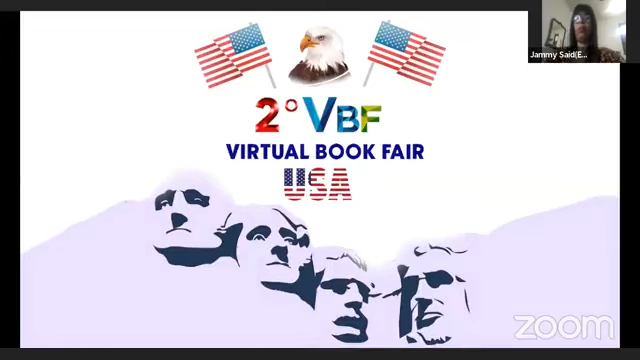 Jammy Said(E...
2° VBF
VIRTUAL BOOK FAIR
USA
zoom